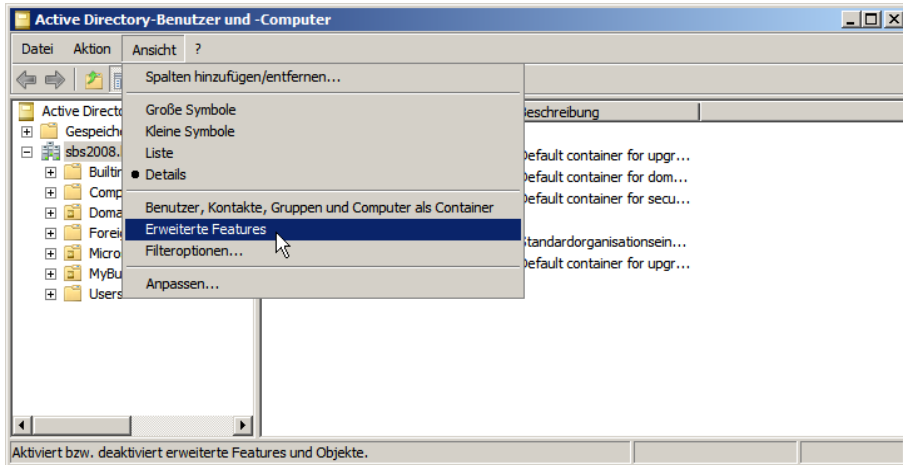 Active Directory-Benutzer und -Computer
Datei Aktion Ansicht ?
Spalten hinzufügen/entfernen...
Große Symbole
Kleine Symbole
Liste
Details
Benutzer, Kontakte, Gruppen und Computer als Container
Erweiterte Features
Filteroptionen...
Anpassen...
Active Directo
Gespeich
sbs2008.
Builtin
Comp
Doma
Forei
Micro
MyBu
Users
Beschreibung
Default container for upgr...
Default container for dom...
Default container for secu...
Standardorganisationsein...
Default container for upgr...
Aktiviert bzw. deaktiviert erweiterte Features und Objekte.